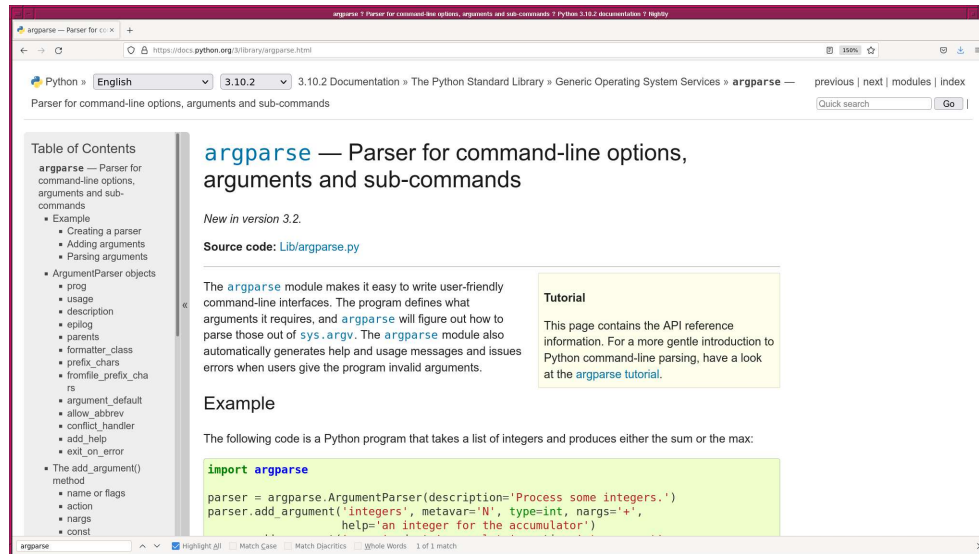 argparse ? Parser for command-line options, arguments and sub-commands ? Python 3.10.2 documentation ? Nightly
argparse — Parser for co
https://docs.python.org/3/library/argparse.html
150%
Python » English 3.10.2 3.10.2 Documentation » The Python Standard Library » Generic Operating System Services » argparse —
Parser for command-line options, arguments and sub-commands
previous | next | modules | index
Quick search Go |
Table of Contents
argparse — Parser for
command-line options,
arguments and sub-
commands
Example
Creating a parser
Adding arguments
Parsing arguments
ArgumentParser objects
prog
usage
description
epilog
parents
formatter_class
prefix_chars
fromfile_prefix_cha
rs
argument_default
allow_abbrev
conflict_handler
add_help
exit_on_error
The add_argument()
method
name or flags
action
nargs
const
«
argparse — Parser for command-line options,
arguments and sub-commands
New in version 3.2.
Source code: Lib/argparse.py
The argparse module makes it easy to write user-friendly
command-line interfaces. The program defines what
arguments it requires, and argparse will figure out how to
parse those out of sys.argv. The argparse module also
automatically generates help and usage messages and issues
errors when users give the program invalid arguments.
Tutorial
This page contains the API reference
information. For a more gentle introduction to
Python command-line parsing, have a look
at the argparse tutorial.
Example
The following code is a Python program that takes a list of integers and produces either the sum or the max:
import argparse
parser = argparse.ArgumentParser(description='Process some integers.')
parser.add_argument('integers', metavar='N', type=int, nargs='+',
help='an integer for the accumulator')
argparse Highlight All Match Case Match Diacritics Whole Words 1 of 1 match